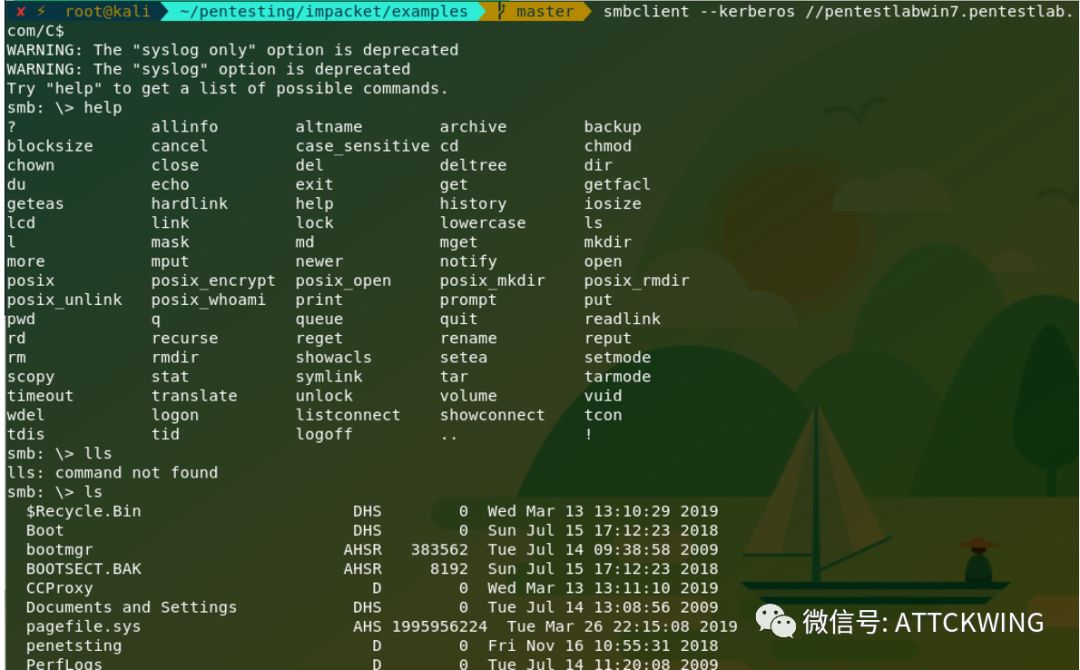 ✘ ⚡ root@kali ~/pentesting/impacket/examples master smbclient --kerberos //pentestlabwin7.pentestlab.
com/C$
WARNING: The "syslog only" option is deprecated
WARNING: The "syslog" option is deprecated
Try "help" to get a list of possible commands.
smb: \> help
? allinfo altname archive backup
blocksize cancel case_sensitive cd chmod
chown close del deltree dir
du echo exit get getfacl
geteas hardlink help history iosize
lcd link lock lowercase ls
l mask md mget mkdir
more mput newer notify open
posix posix_encrypt posix_open posix_mkdir posix_rmdir
posix_unlink posix_whoami print prompt put
pwd q queue quit readlink
rd recurse reget rename reput
rm rmdir showacls setea setmode
scopy stat symlink tar tarmode
timeout translate unlock volume vuid
wdel logon listconnect showconnect tcon
tdis tid logoff .. !
smb: \> lls
lls: command not found
smb: \> ls
$Recycle.Bin DHS 0 Wed Mar 13 13:10:29 2019
Boot DHS 0 Sun Jul 15 17:12:23 2018
bootmgr AHSR 383562 Tue Jul 14 09:38:58 2009
BOOTSECT.BAK AHSR 8192 Sun Jul 15 17:12:23 2018
CCProxy D 0 Wed Mar 13 13:11:10 2019
Documents and Settings DHS 0 Tue Jul 14 13:08:56 2009
pagefile.sys AHS 1995956224 Tue Mar 26 22:15:08 2019
penetsting D 0 Fri Nov 16 10:55:31 2018
PerfLogs D 0 Tue Jul 14 11:20:08 2009
微信号: ATTCKWING